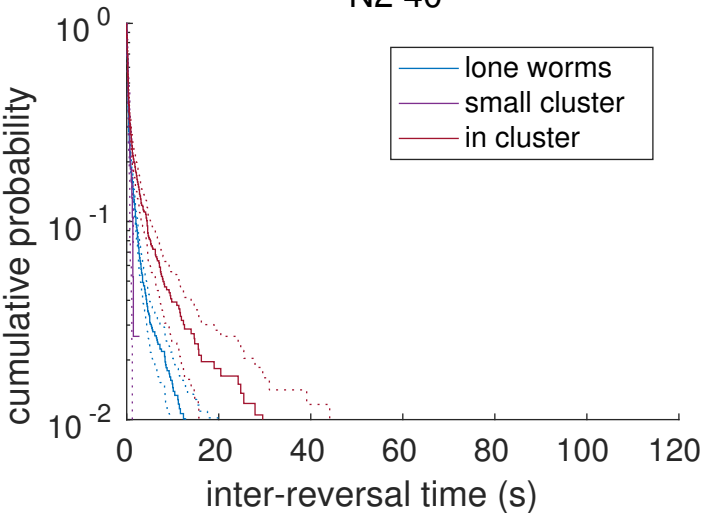 lone worms
small cluster
in cluster
cumulative probability
10^0
10^-1
10^-2
0 20 40 60 80 100 120
inter-reversal time (s)